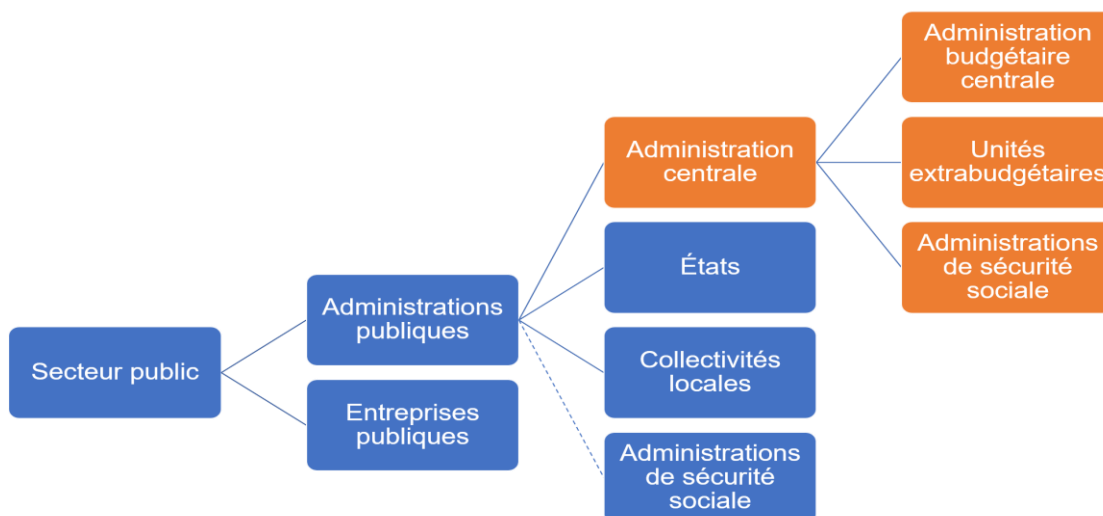 Secteur public
Administrations
publiques
Entreprises
publiques
Administration
centrale
États
Collectivités
locales
Administrations
de sécurité
sociale
Administration
budgétaire
centrale
Unités
extrabudgétaires
Administrations
de sécurité
sociale